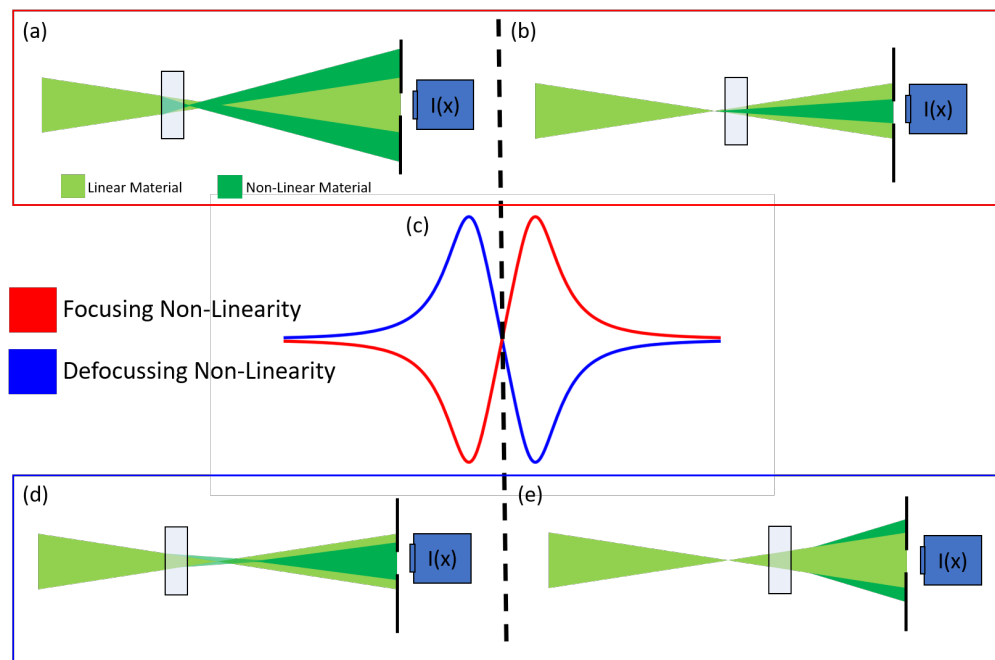 (a)
(b)
I(x)
I(x)
Linear Material
Non-Linear Material
(c)
Focusing Non-Linearity
Defocussing Non-Linearity
(d)
(e)
I(x)
I(x)